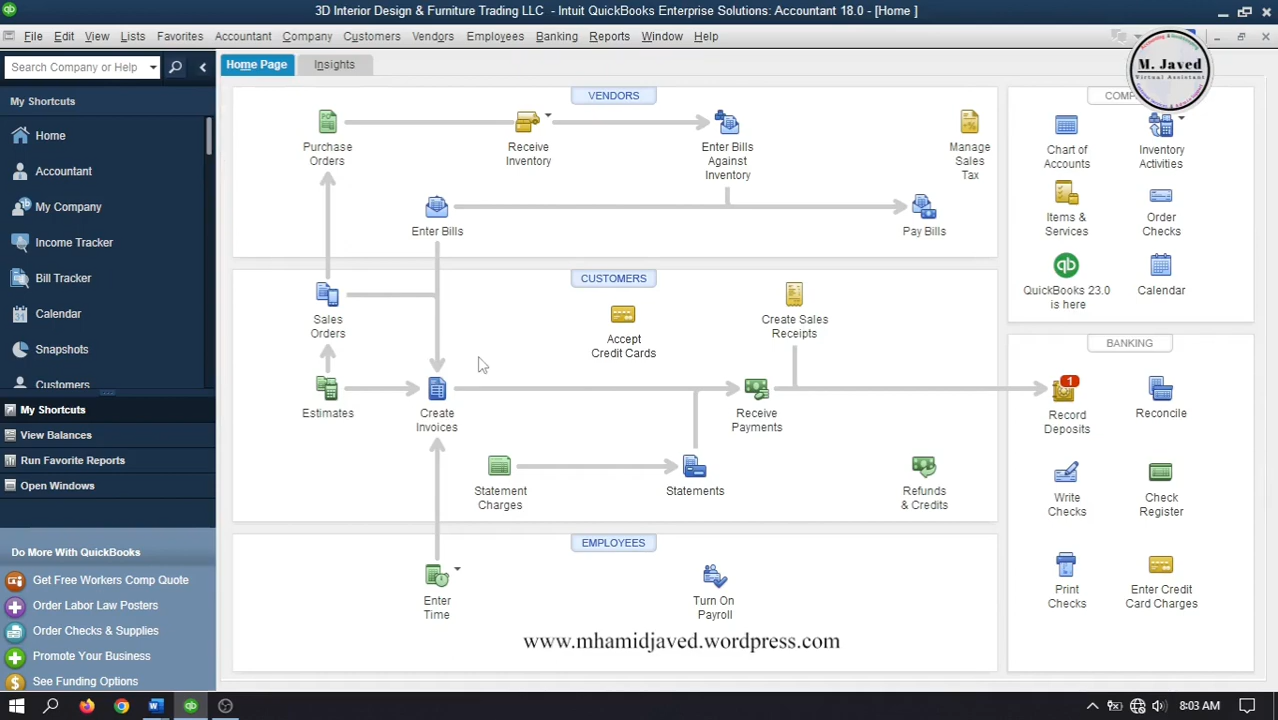 3D Interior Design & Furniture Trading LLC - Intuit QuickBooks Enterprise Solutions: Accountant 18.0 - [Home ]
File Edit View Lists Favorites Accountant Company Customers Vendors Employees Banking Reports Window Help
Search Company or Help
My Shortcuts
Home
Accountant
My Company
Income Tracker
Bill Tracker
Calendar
Snapshots
Customers
My Shortcuts
View Balances
Run Favorite Reports
Open Windows
Do More With QuickBooks
Get Free Workers Comp Quote
Order Labor Law Posters
Order Checks & Supplies
Promote Your Business
See Funding Options
Home Page
Insights
VENDORS
Purchase
Orders
Receive
Inventory
Enter Bills
Against
Inventory
Manage
Sales
Tax
Enter Bills
Pay Bills
CUSTOMERS
Sales
Orders
Accept
Credit Cards
Create Sales
Receipts
Estimates
Create
Invoices
Receive
Payments
Statement
Charges
Statements
Refunds
& Credits
EMPLOYEES
Enter
Time
Turn On
Payroll
www.mhamidjaved.wordpress.com
M. Javed
Virtual Assistant
Chart of
Accounts
Inventory
Activities
Items &
Services
Order
Checks
qb
QuickBooks 23.0
is here
Calendar
BANKING
1
Record
Deposits
Reconcile
Write
Checks
Check
Register
Print
Checks
Enter Credit
Card Charges
8:03 AM